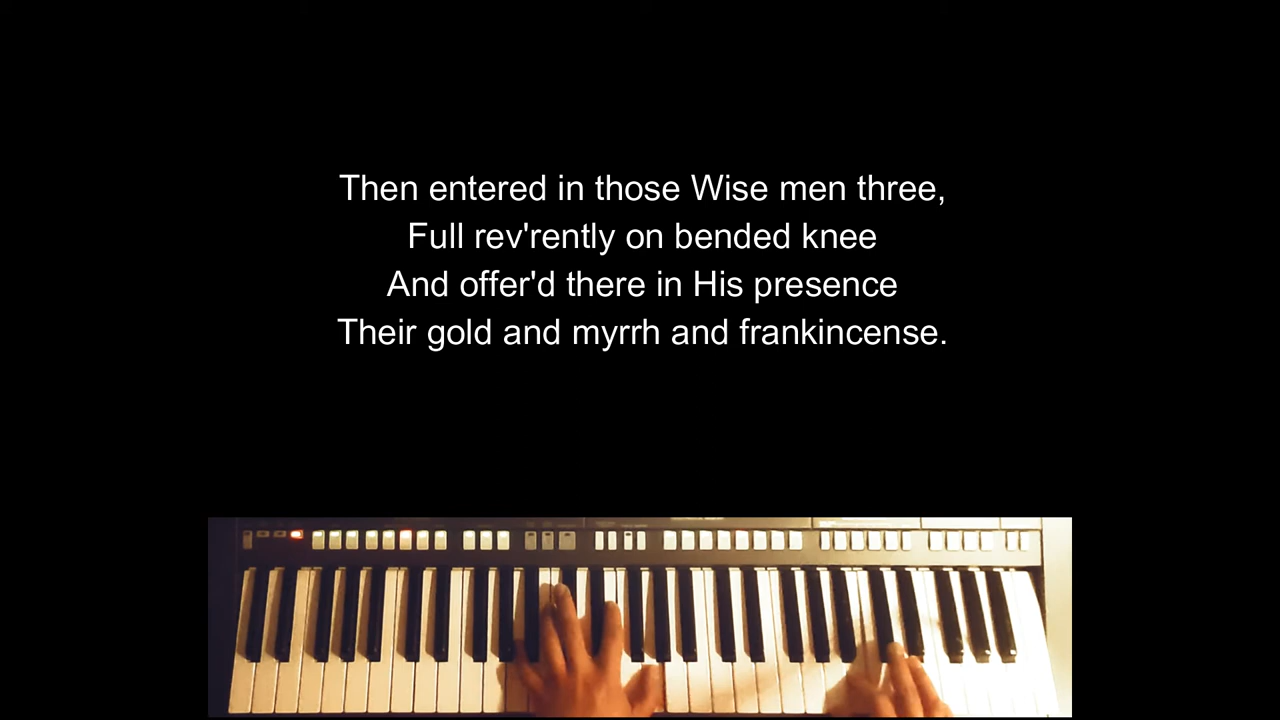 Then entered in those Wise men three,
Full rev'rently on bended knee
And offer'd there in His presence
Their gold and myrrh and frankincense.